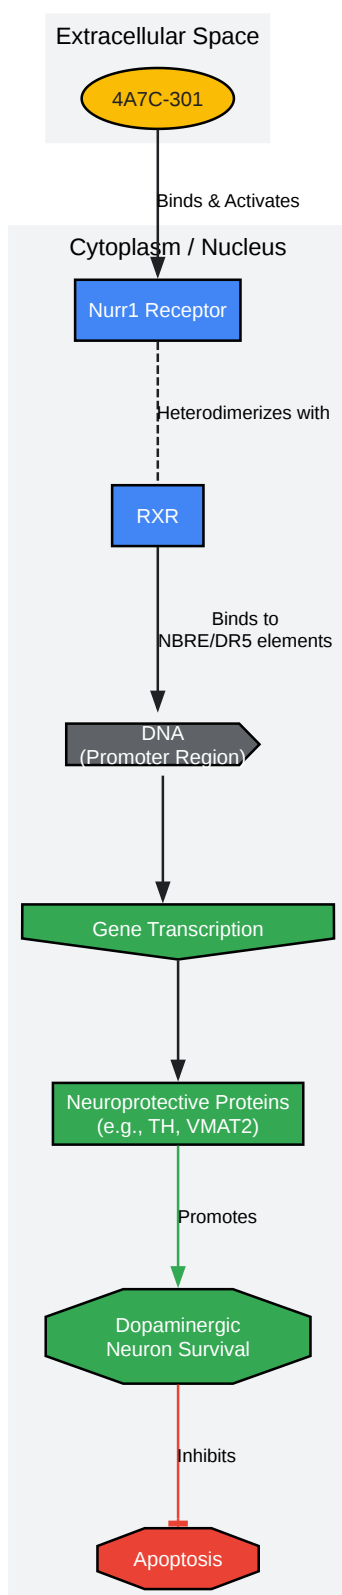 Extracellular Space
4A7C-301
Binds & Activates
Cytoplasm / Nucleus
Nurr1 Receptor
Heterodimerizes with
RXR
Binds to
NBRE/DR5 elements
DNA
(Promoter Region)
Gene Transcription
Neuroprotective Proteins
(e.g., TH, VMAT2)
Promotes
Dopaminergic
Neuron Survival
Inhibits
Apoptosis